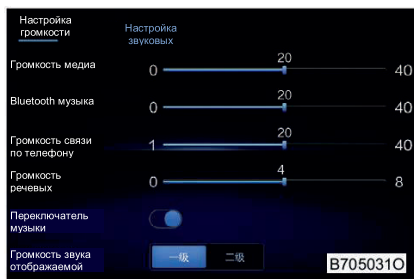 Настройка
громкости
Настройка
звуковых
Громкость медиа
0
20
40
Bluetooth музыка
0
20
40
Громкость связи
по телефону
1
20
40
Громкость
речевых
0
4
8
Переключатель
музыки
Громкость звука
отображаемой
一级
二级
B705031O